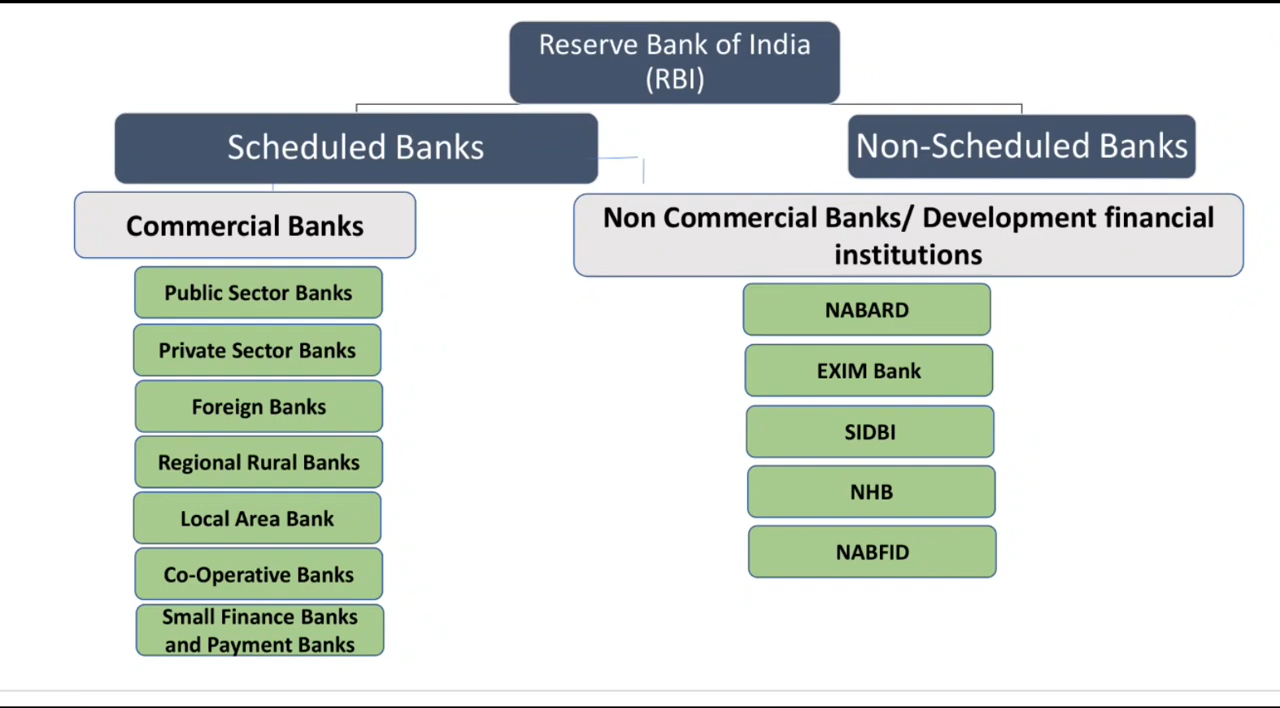 Reserve Bank of India
(RBI)
Scheduled Banks
Non-Scheduled Banks
Commercial Banks
Public Sector Banks
Private Sector Banks
Foreign Banks
Regional Rural Banks
Local Area Bank
Co-Operative Banks
Small Finance Banks
and Payment Banks
Non Commercial Banks/ Development financial
institutions
NABARD
EXIM Bank
SIDBI
NHB
NABFID